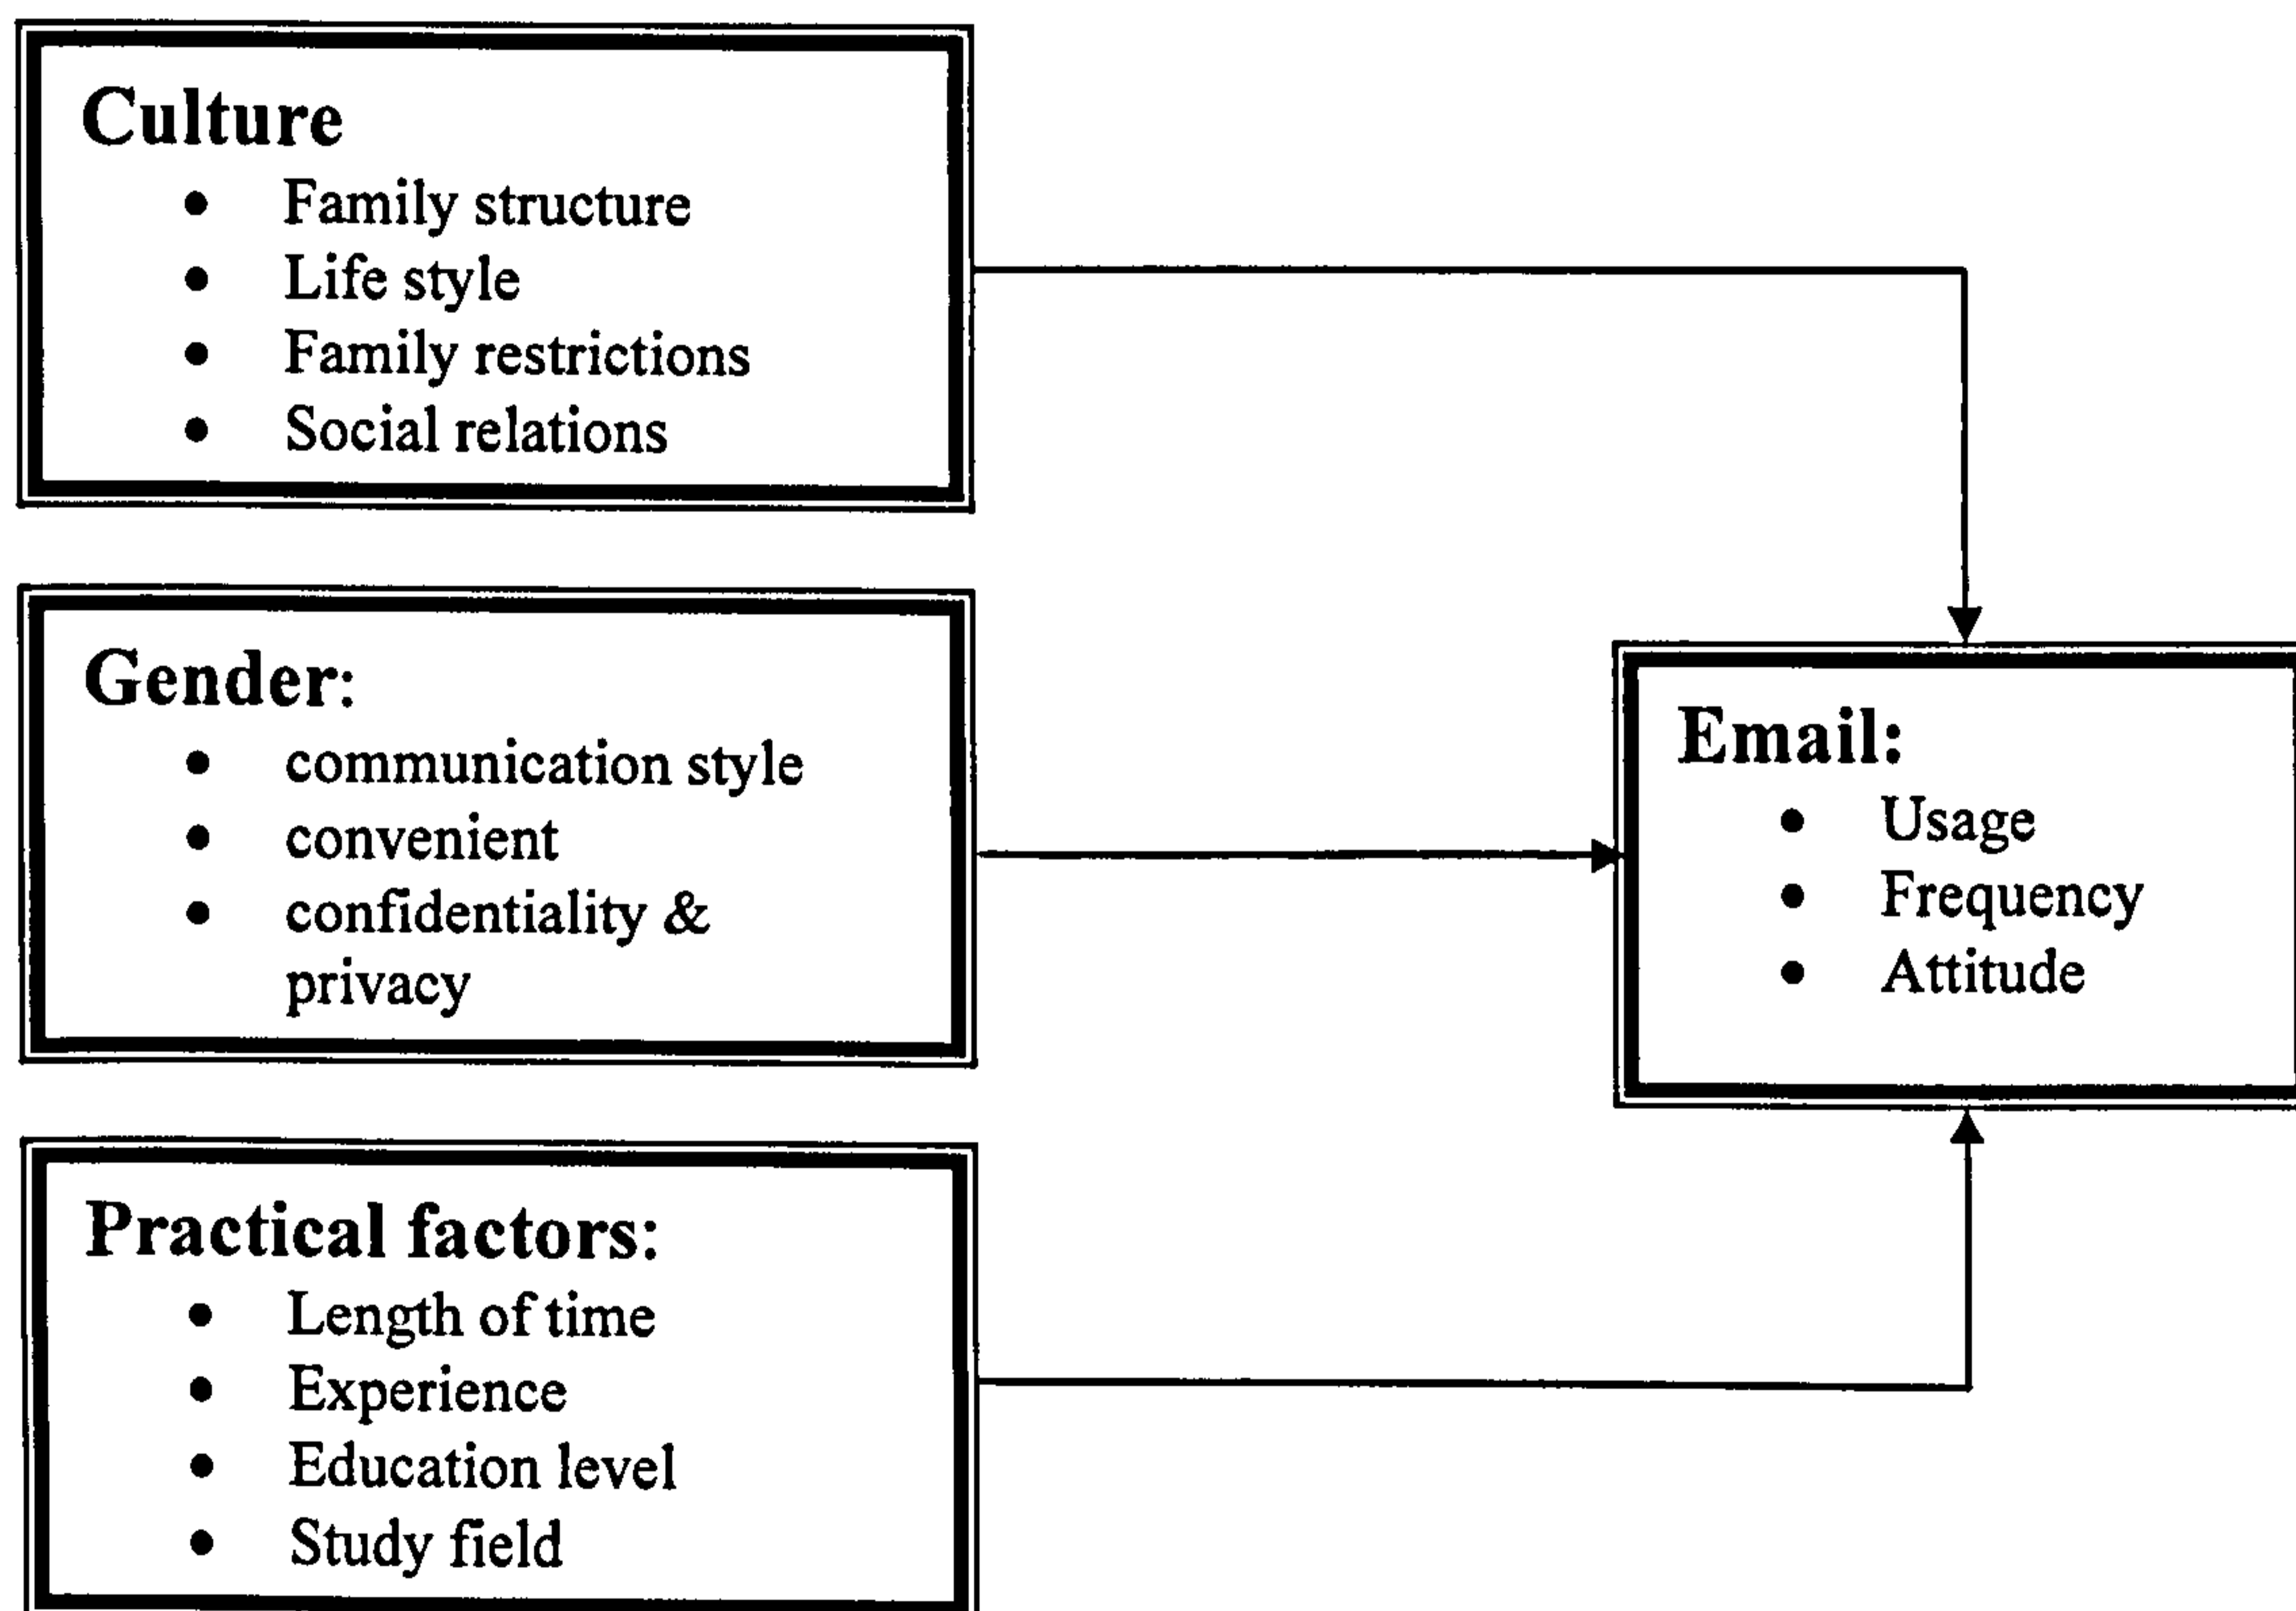 Culture
• Family structure
• Life style
• Family restrictions
• Social relations
Gender:
• communication style
• convenient
• confidentiality &
privacy
Practical factors:
• Length of time
• Experience
• Education level
• Study field
Email:
• Usage
• Frequency
• Attitude